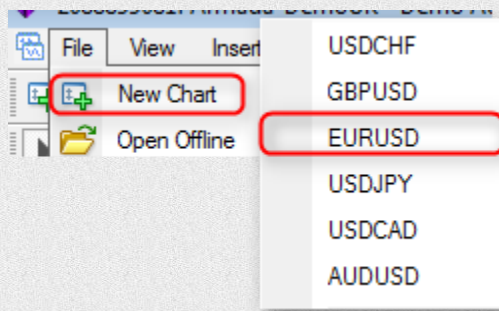 File View Insert
New Chart
Open Offline
USDCHF
GBPUSD
EURUSD
USDJPY
USDCAD
AUDUSD